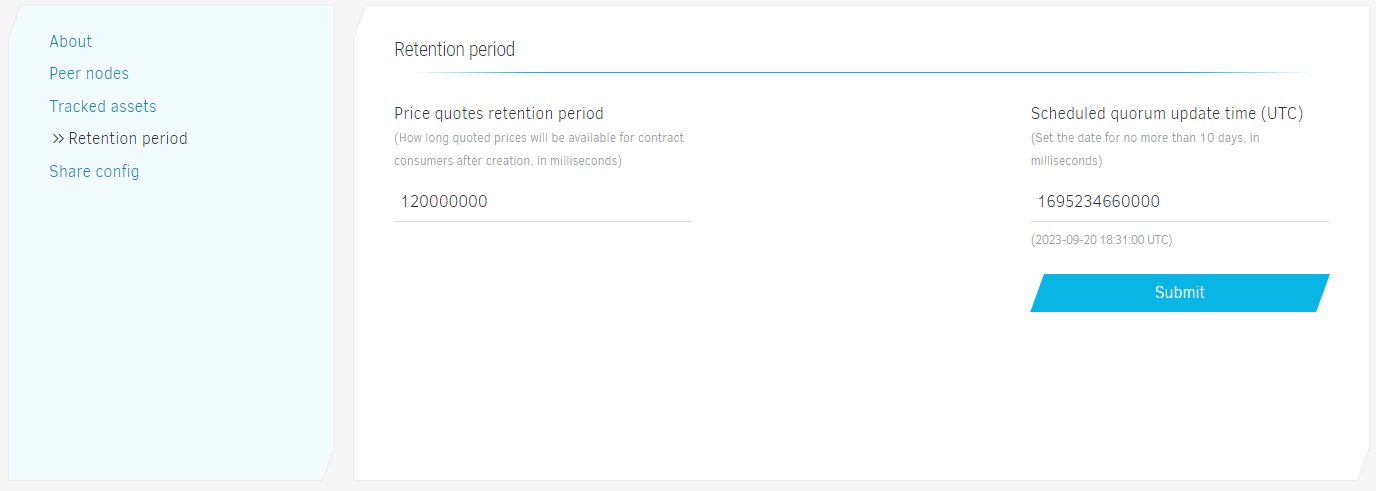 About
Peer nodes
Tracked assets
» Retention period
Share config
Retention period
Price quotes retention period
(How long quoted prices will be available for contract
consumers after creation, in milliseconds)
120000000
Scheduled quorum update time (UTC)
(Set the date for no more than 10 days, in
milliseconds)
1695234660000
(2023-09-20 18:31:00 UTC)
Submit